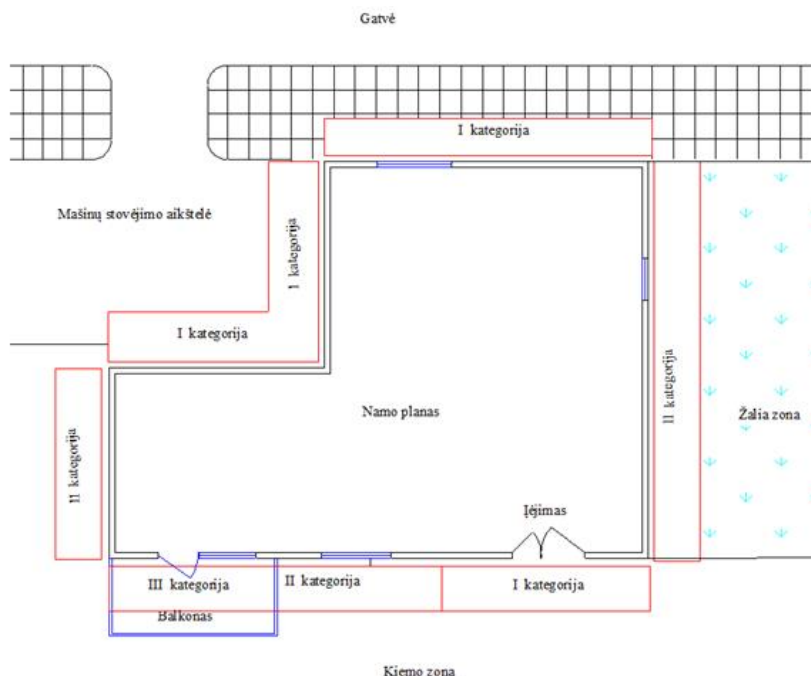 Gatvė
I kategorija
Mašinų stovėjimo aikštelė
I kategorija
I kategorija
II kategorija
Namo planas
Žalia zona
II kategorija
Įėjimas
III kategorija
II kategorija
I kategorija
Balkonas
Kiemo zona